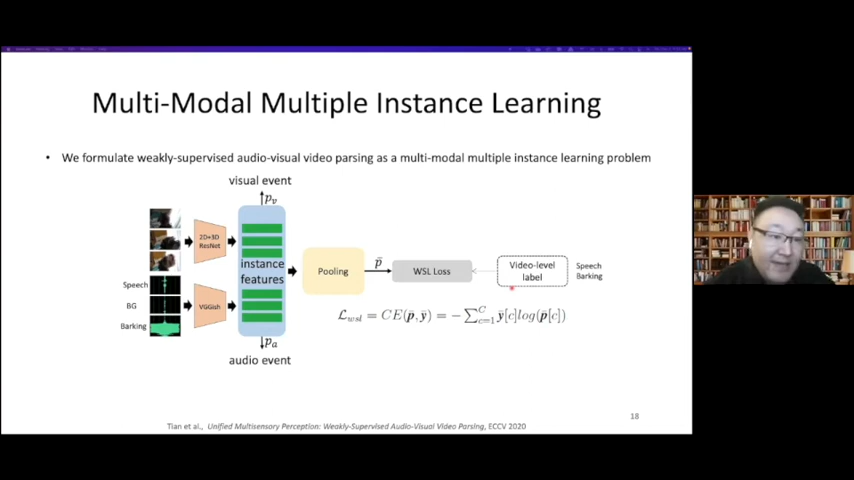 Multi-Modal Multiple Instance Learning
• We formulate weakly-supervised audio-visual video parsing as a multi-modal multiple instance learning problem
visual event
p_v
2D+3D
ResNet
instance
features
Pooling
p̄
WSL Loss
Video-level
label
Speech
Barking
Speech
BG
Barking
VGGish
p_a
audio event
ℒ_wsl = CE(p̄, ȳ) = −∑_{c=1}^{C} ȳ[c]log(p̄[c])
18
Tian et al., Unified Multisensory Perception: Weakly-Supervised Audio-Visual Video Parsing, ECCV 2020